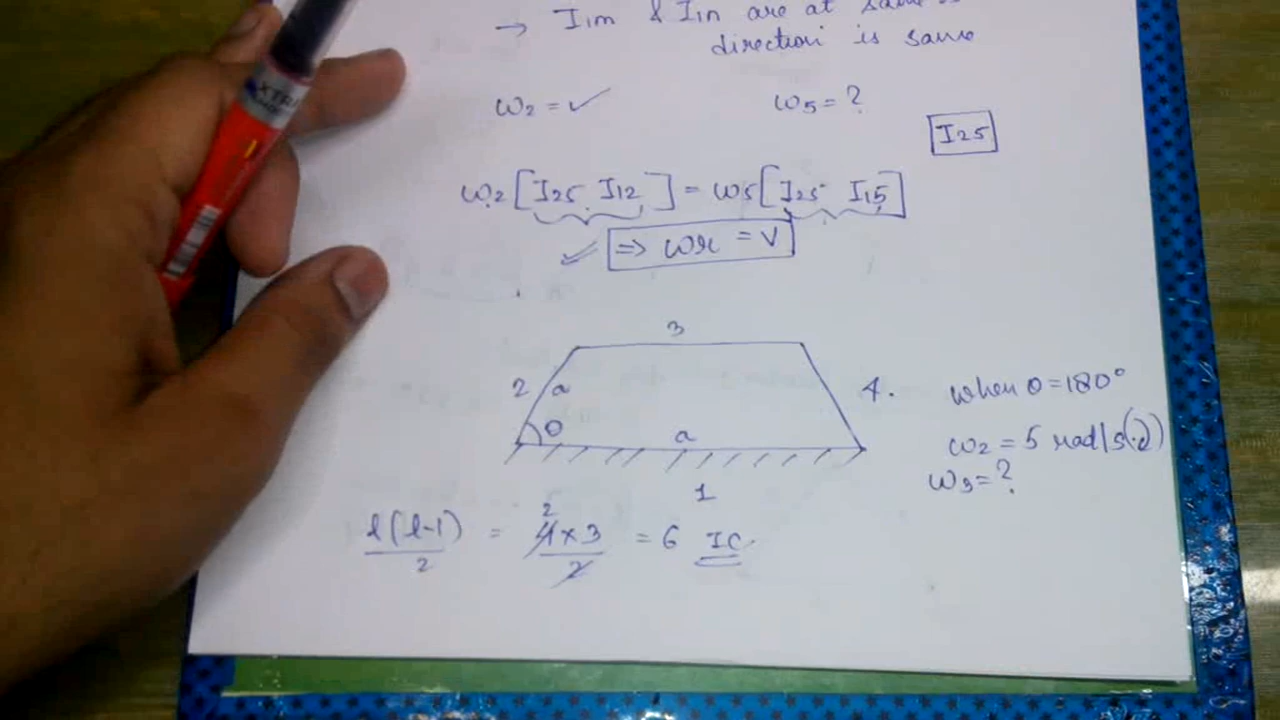 → I1m & I1n are at same
direction is same
ω2 = ✓ ω5 = ?
I25
ω2 [I25 I12] = ω5 [I25 I15]
✓ ⇒ ωr = V
3
2 a 4.
θ a
1
when θ = 180°
ω2 = 5 rad/s
ω3 = ?
l(l-1)/2 = 4×3/2 = 6 IC
2